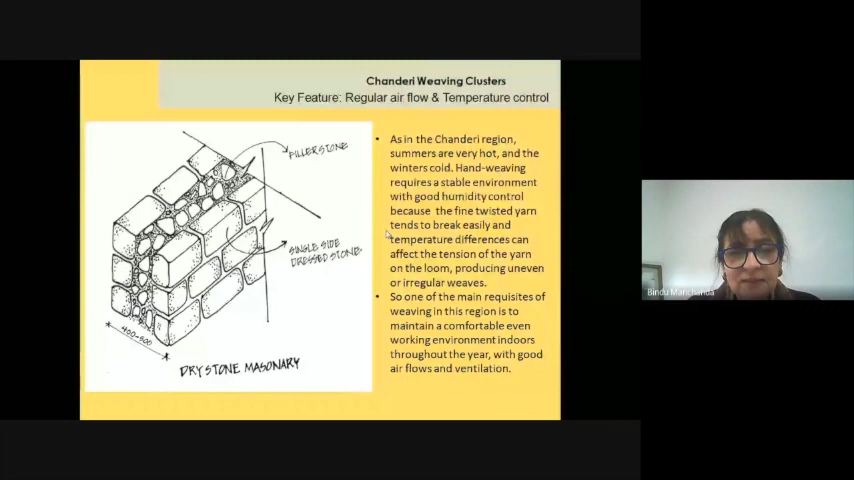 Chanderi Weaving Clusters
Key Feature: Regular air flow & Temperature control
FILLERSTONE
SINGLE SIDE
DRESSED STONE
400-500
DRYSTONE MASONARY
• As in the Chanderi region,
summers are very hot, and the
winters cold. Hand-weaving
requires a stable environment
with good humidity control
because the fine twisted yarn
tends to break easily and
temperature differences can
affect the tension of the yarn
on the loom, producing uneven
or irregular weaves.
• So one of the main requisites of
weaving in this region is to
maintain a comfortable even
working environment indoors
throughout the year, with good
air flows and ventilation.
Bindu Manchanda